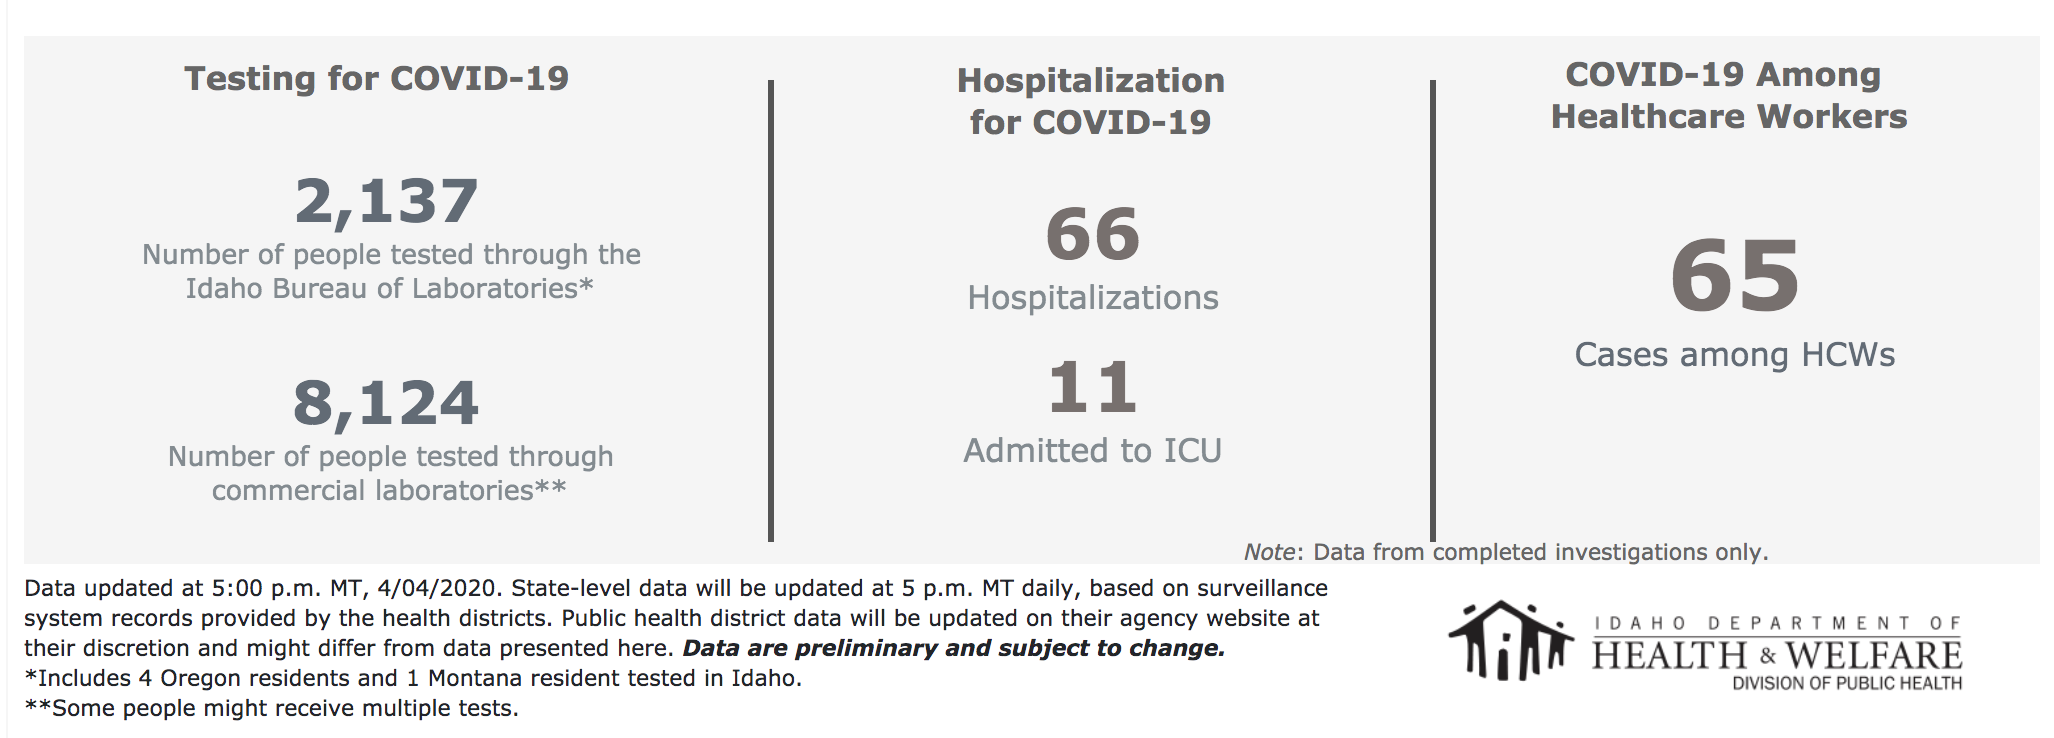 Testing for COVID-19
2,137
Number of people tested through the
Idaho Bureau of Laboratories*
8,124
Number of people tested through
commercial laboratories**
Hospitalization
for COVID-19
66
Hospitalizations
11
Admitted to ICU
COVID-19 Among
Healthcare Workers
65
Cases among HCWs
Note: Data from completed investigations only.
Data updated at 5:00 p.m. MT, 4/04/2020. State-level data will be updated at 5 p.m. MT daily, based on surveillance
system records provided by the health districts. Public health district data will be updated on their agency website at
their discretion and might differ from data presented here. Data are preliminary and subject to change.
*Includes 4 Oregon residents and 1 Montana resident tested in Idaho.
**Some people might receive multiple tests.
IDAHO DEPARTMENT OF
HEALTH & WELFARE
DIVISION OF PUBLIC HEALTH